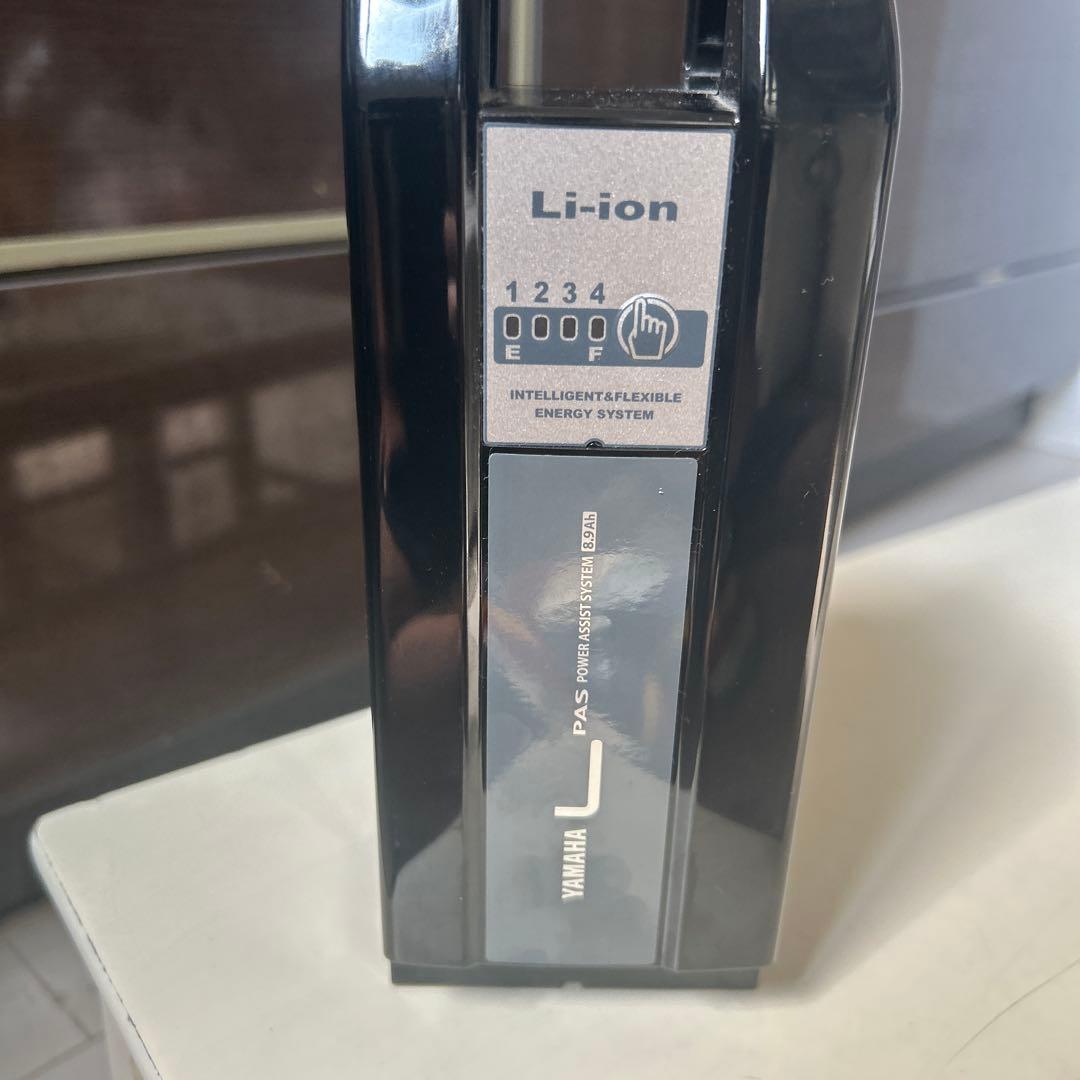 Li-ion
1 2 3 4
E F
INTELLIGENT&FLEXIBLE
ENERGY SYSTEM
YAMAHA L PAS POWER ASSIST SYSTEM 8.9Ah